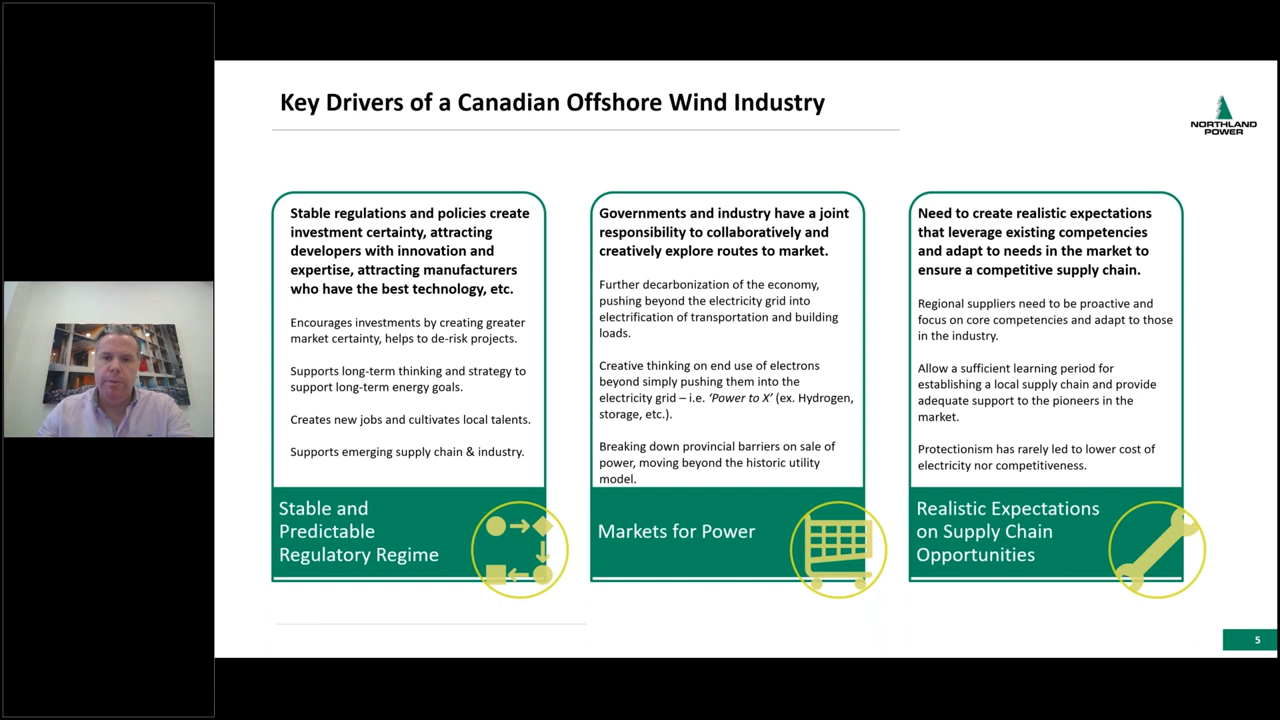 Key Drivers of a Canadian Offshore Wind Industry
NORTHLAND
POWER
Stable regulations and policies create
investment certainty, attracting
developers with innovation and
expertise, attracting manufacturers
who have the best technology, etc.
Encourages investments by creating greater
market certainty, helps to de-risk projects.
Supports long-term thinking and strategy to
support long-term energy goals.
Creates new jobs and cultivates local talents.
Supports emerging supply chain & industry.
Stable and
Predictable
Regulatory Regime
Governments and industry have a joint
responsibility to collaboratively and
creatively explore routes to market.
Further decarbonization of the economy,
pushing beyond the electricity grid into
electrification of transportation and building
loads.
Creative thinking on end use of electrons
beyond simply pushing them into the
electricity grid – i.e. ‘Power to X’ (ex. Hydrogen,
storage, etc.).
Breaking down provincial barriers on sale of
power, moving beyond the historic utility
model.
Markets for Power
Need to create realistic expectations
that leverage existing competencies
and adapt to needs in the market to
ensure a competitive supply chain.
Regional suppliers need to be proactive and
focus on core competencies and adapt to those
in the industry.
Allow a sufficient learning period for
establishing a local supply chain and provide
adequate support to the pioneers in the
market.
Protectionism has rarely led to lower cost of
electricity nor competitiveness.
Realistic Expectations
on Supply Chain
Opportunities
5